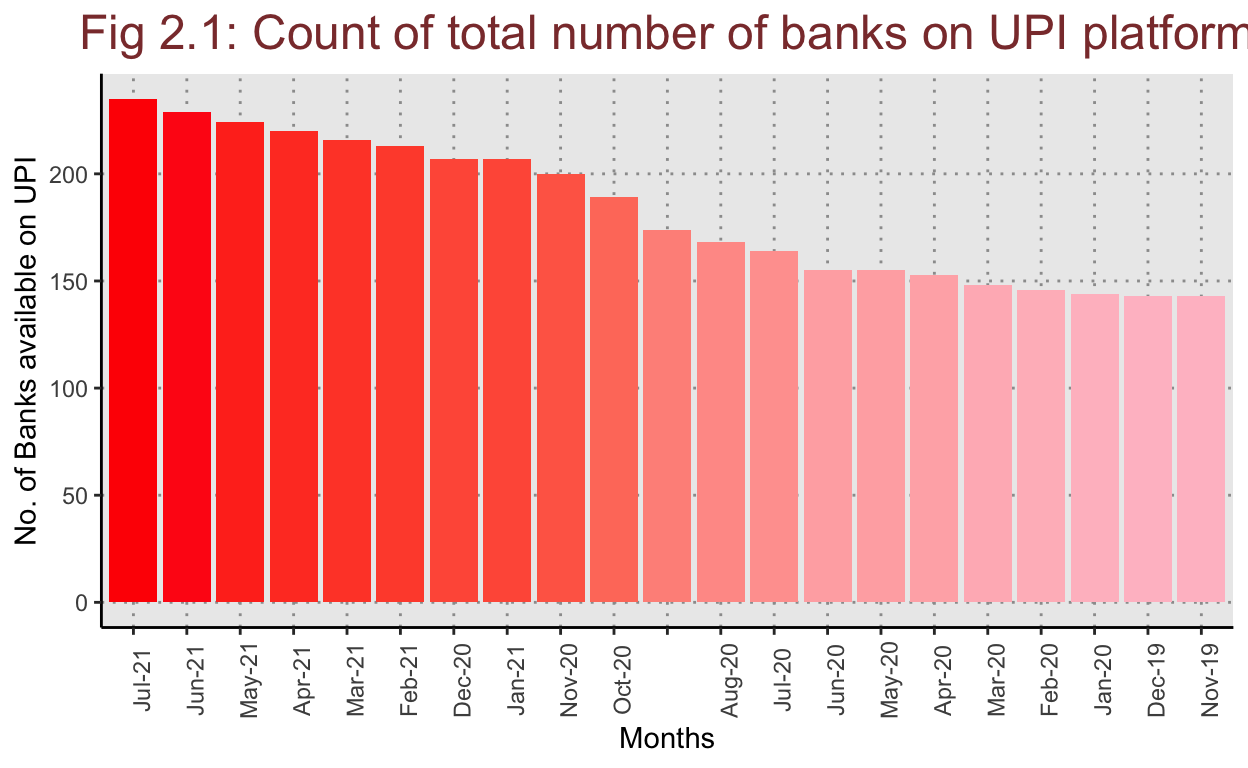 Fig 2.1: Count of total number of banks on UPI platform
No. of Banks available on UPI
200
150
100
50
0
Jul-21
Jun-21
May-21
Apr-21
Mar-21
Feb-21
Dec-20
Jan-21
Nov-20
Oct-20
Aug-20
Jul-20
Jun-20
May-20
Apr-20
Mar-20
Feb-20
Jan-20
Dec-19
Nov-19
Months